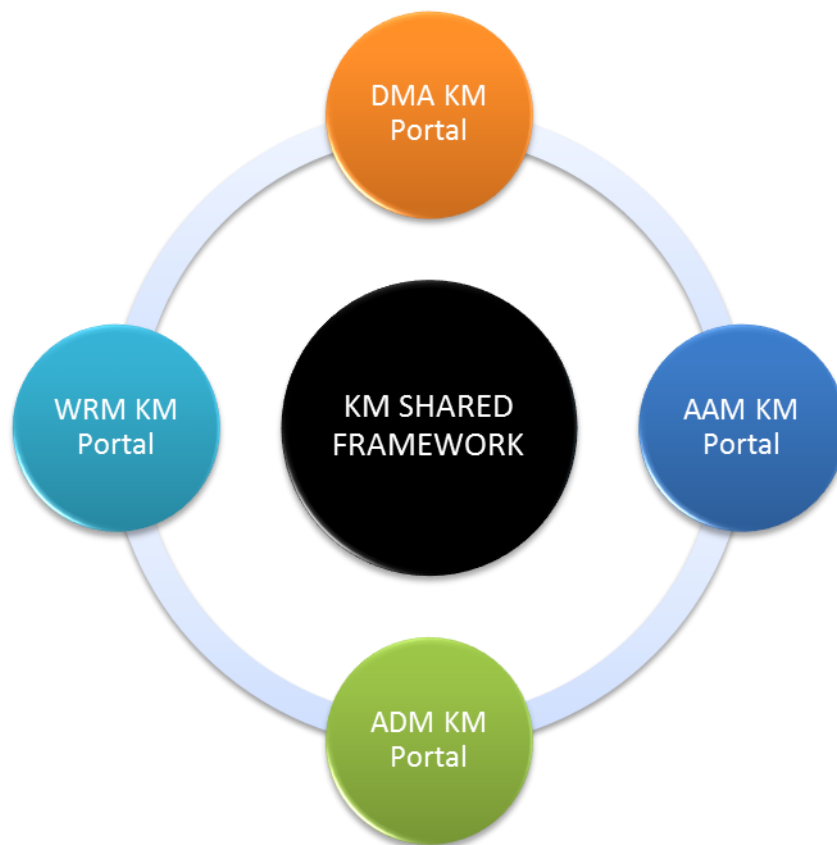 DMA KM
Portal
WRM KM
Portal
KM SHARED
FRAMEWORK
AAM KM
Portal
ADM KM
Portal